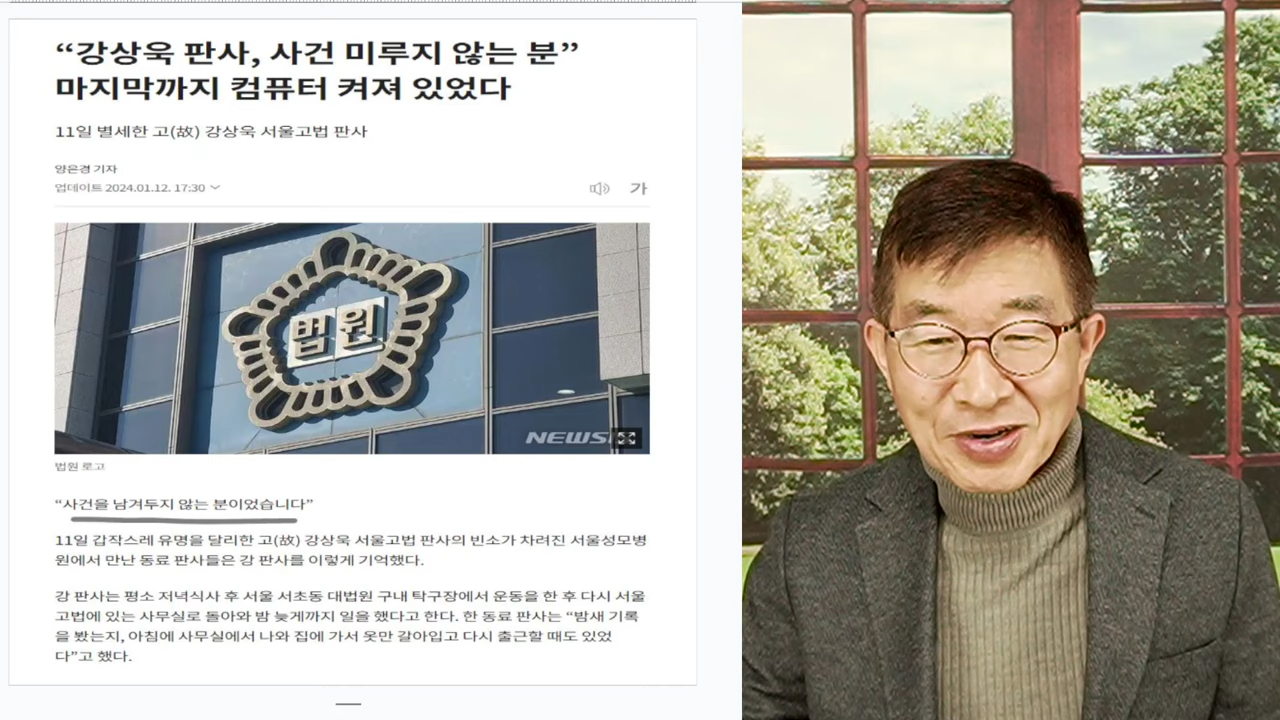 “강상욱 판사, 사건 미루지 않는 분”
마지막까지 컴퓨터 켜져 있었다
11일 별세한 고(故) 강상욱 서울고법 판사
양은경 기자
업데이트 2024.01.12. 17:30
가
법원
NEWSI
법원 로고
“사건을 남겨두지 않는 분이었습니다”
11일 갑작스레 유명을 달리한 고(故) 강상욱 서울고법 판사의 빈소가 차려진 서울성모병
원에서 만난 동료 판사들은 강 판사를 이렇게 기억했다.
강 판사는 평소 저녁식사 후 서울 서초동 대법원 구내 탁구장에서 운동을 한 후 다시 서울
고법에 있는 사무실로 돌아와 밤 늦게까지 일을 했다고 한다. 한 동료 판사는 “밤새 기록
을 봤는지, 아침에 사무실에서 나와 집에 가서 옷만 갈아입고 다시 출근할 때도 있었
다”고 했다.